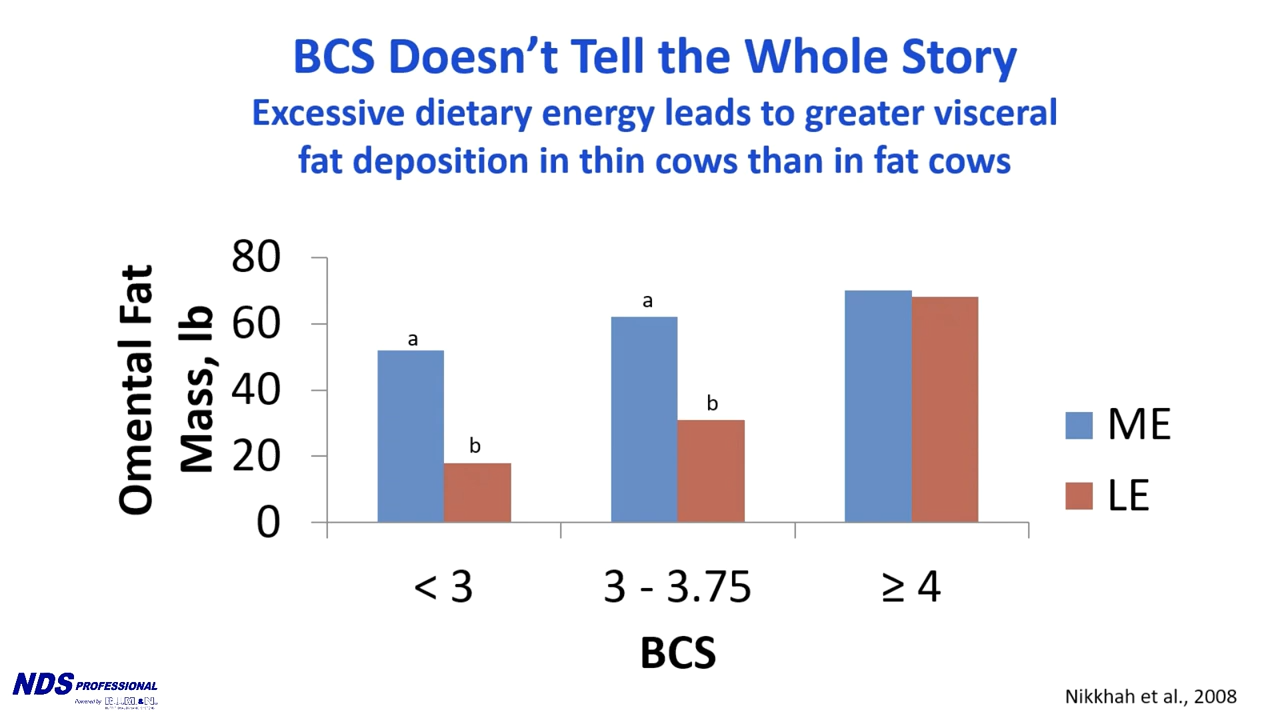 BCS Doesn’t Tell the Whole Story
Excessive dietary energy leads to greater visceral
fat deposition in thin cows than in fat cows
Omental Fat
Mass, lb
80
60
40
20
0
a
b
a
b
ME
LE
< 3
3 - 3.75
≥ 4
BCS
NDS PROFESSIONAL
Powered by
Nikkhah et al., 2008